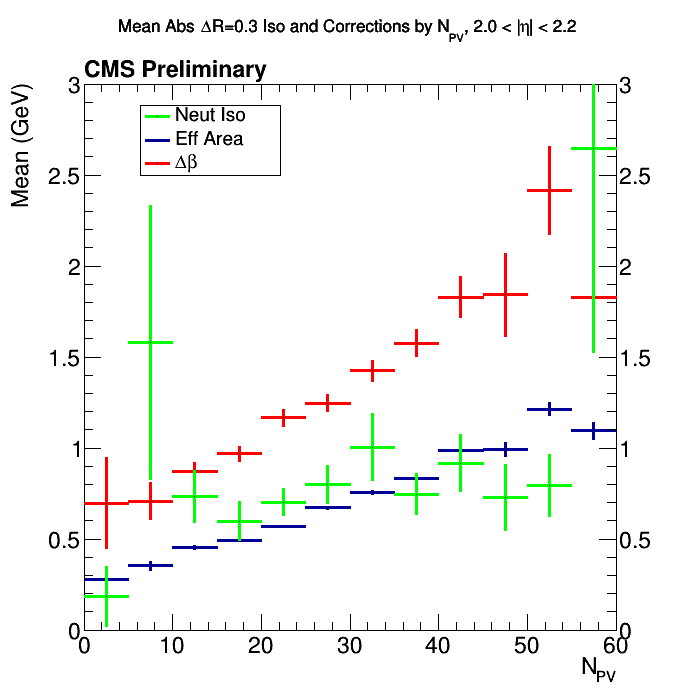 Mean Abs ΔR=0.3 Iso and Corrections by N_PV, 2.0 < |η| < 2.2
CMS Preliminary
Mean (GeV)
Neut Iso
Eff Area
Δβ
3 3
2.5 2.5
2 2
1.5 1.5
1 1
0.5 0.5
0 0
0 10 20 30 40 50 60
N_PV